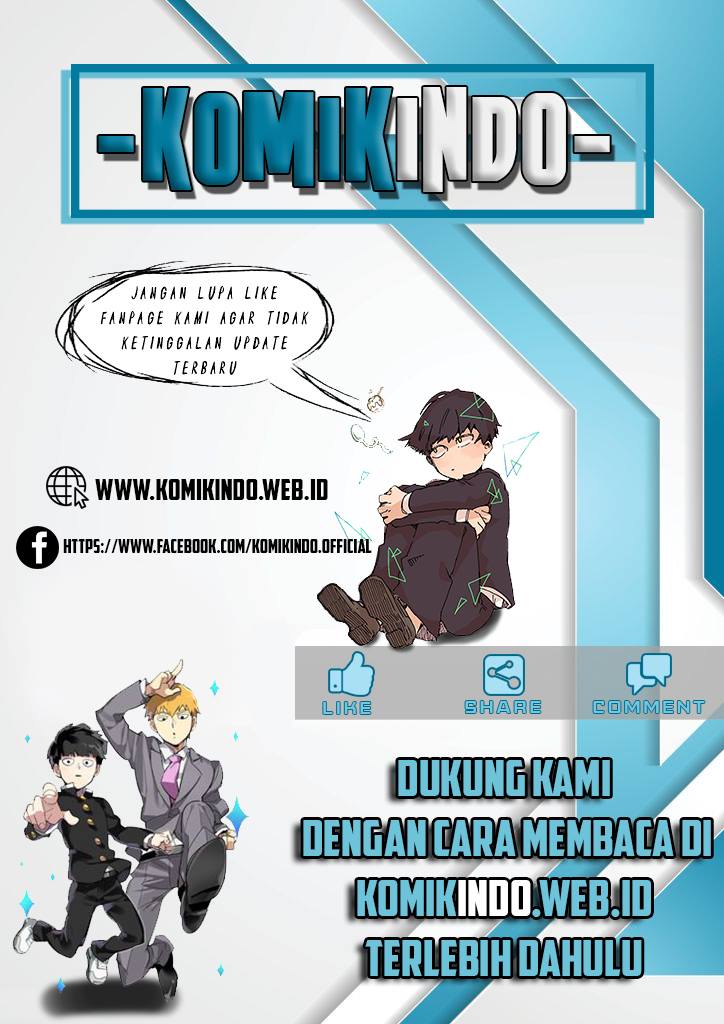 -KOMIKINDO-
JANGAN LUPA LIKE
FANPAGE KAMI AGAR TIDAK
KETINGGALAN UPDATE
TERBARU
WWW.KOMIKINDO.WEB.ID
HTTPS://WWW.FACEBOOK.COM/KOMIKINDO.OFFICIAL
LIKE SHARE COMMENT
DUKUNG KAMI
DENGAN CARA MEMBACA DI
KOMIKINDO.WEB.ID
TERLEBIH DAHULU